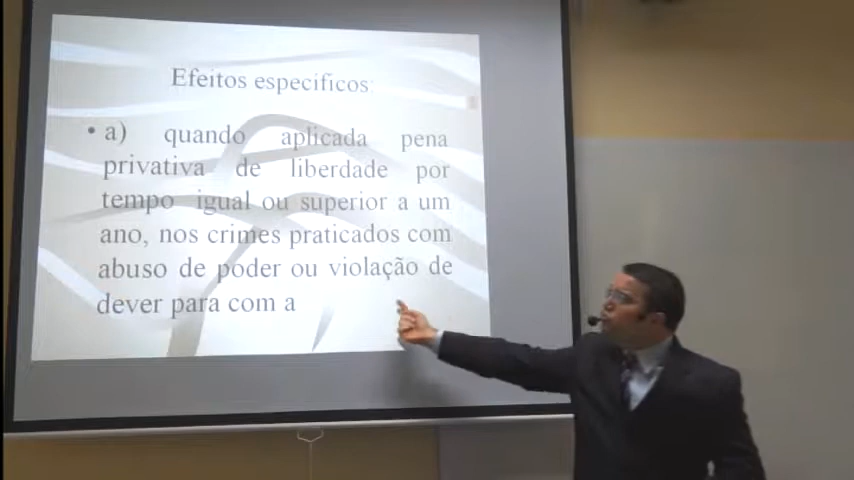 Efeitos especificos:
• a) quando aplicada pena
privativa de liberdade por
tempo igual ou superior a um
ano, nos crimes praticados com
abuso de poder ou violação de
dever para com a